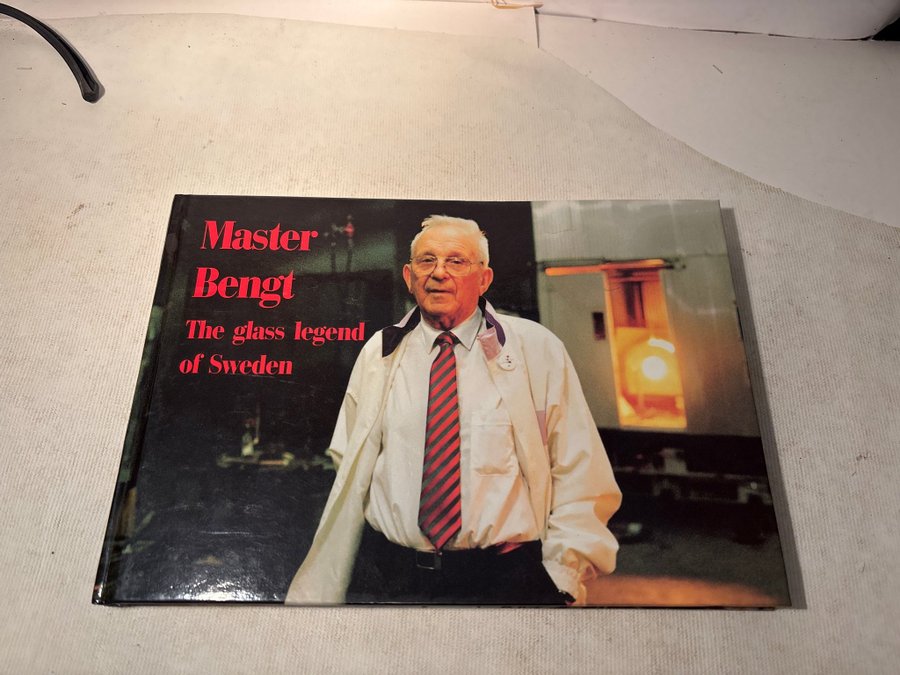 Master
Bengt
The glass legend
of Sweden